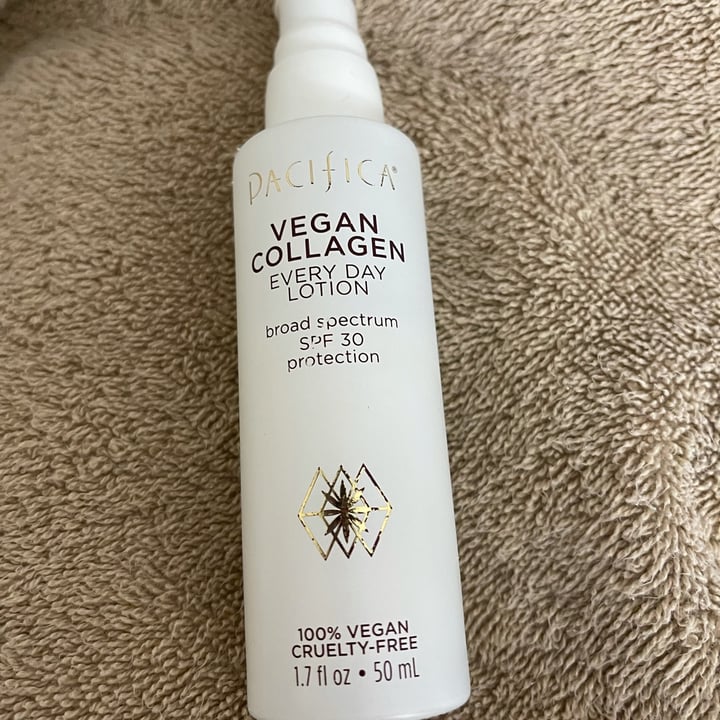 PACIFICA®
VEGAN
COLLAGEN
EVERY DAY
LOTION
broad spectrum
SPF 30
protection
100% VEGAN
CRUELTY-FREE
1.7 fl oz • 50 mL